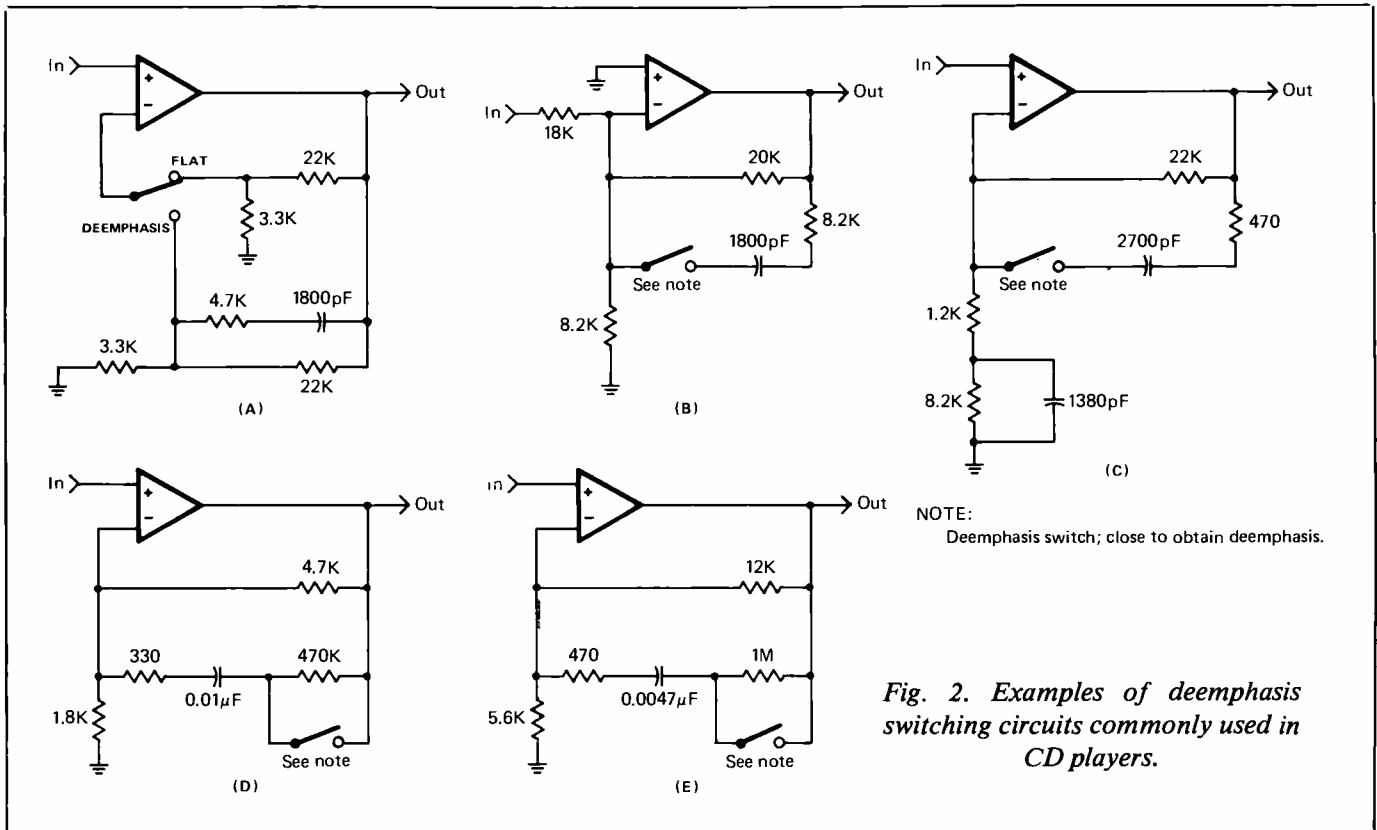 In
+
−
Out
FLAT
22K
3.3K
DEEMPHASIS
4.7K
1800pF
3.3K
22K
(A)
In
18K
+
−
Out
20K
8.2K
1800pF
See note
8.2K
(B)
In
+
−
Out
22K
470
2700pF
See note
1.2K
8.2K
1380pF
(C)
NOTE:
Deemphasis switch; close to obtain deemphasis.
In
+
−
Out
4.7K
330
0.01µF
470K
1.8K
See note
(D)
in
+
−
Out
12K
470
0.0047µF
1M
5.6K
See note
(E)
Fig. 2. Examples of deemphasis
switching circuits commonly used in
CD players.